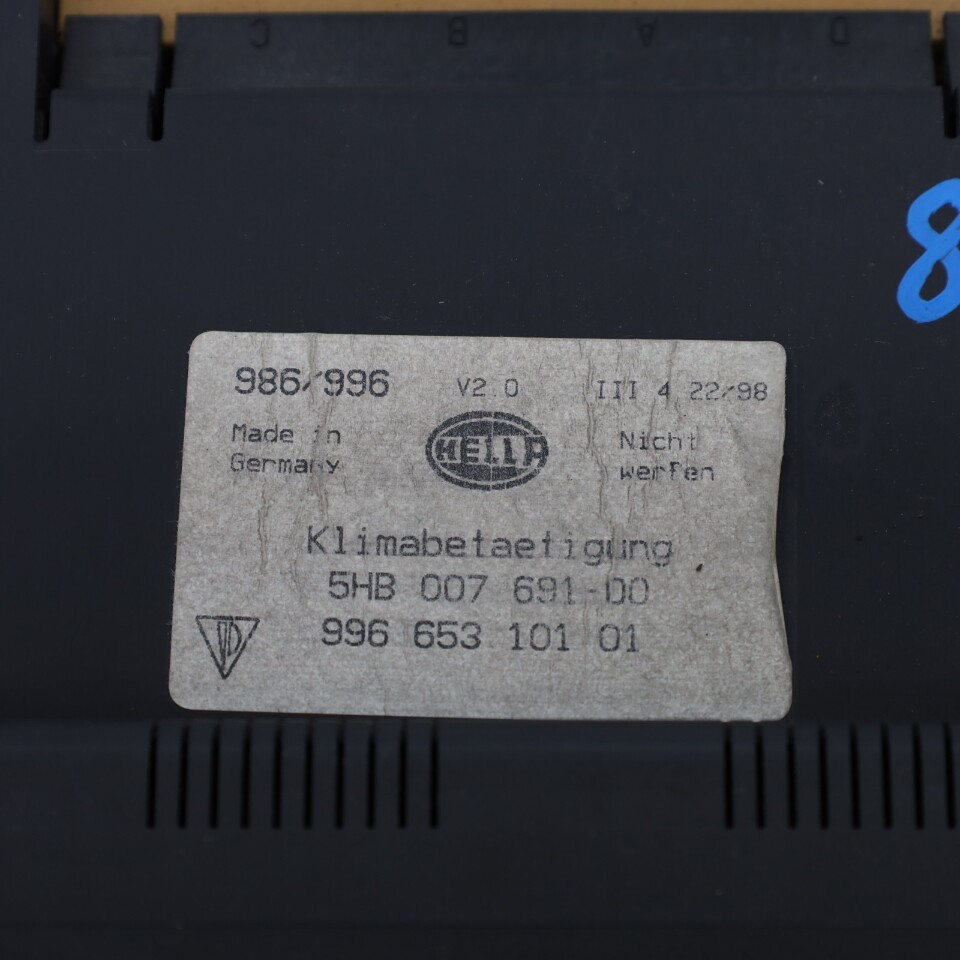 C B A D
8
986/996 V2.0 III 4 22/98
Made in
Germany
HELLA
Nicht
werfen
Klimabetaetigung
5HB 007 691-00
996 653 101 01